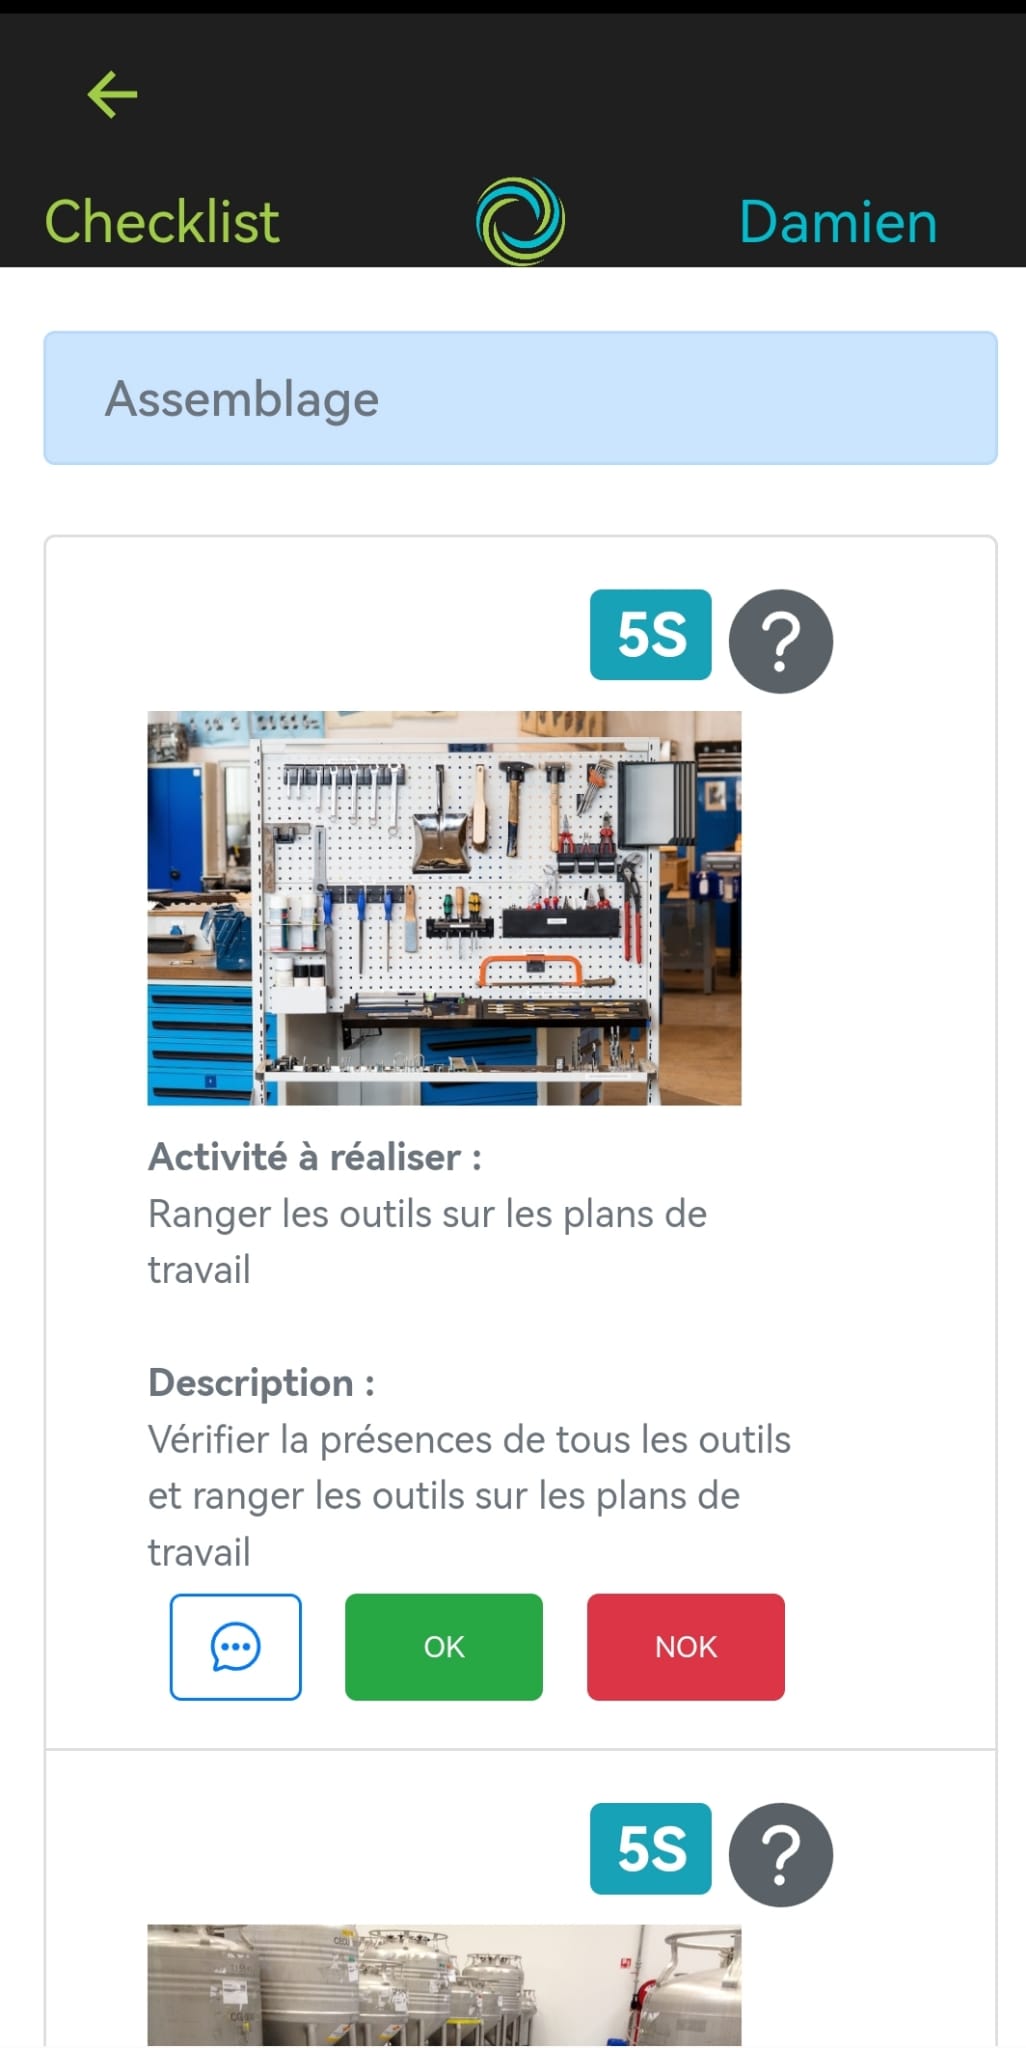 Checklist
Damien
Assemblage
5S
?
Activité à réaliser :
Ranger les outils sur les plans de
travail
Description :
Vérifier la présences de tous les outils
et ranger les outils sur les plans de
travail
OK
NOK
5S
?